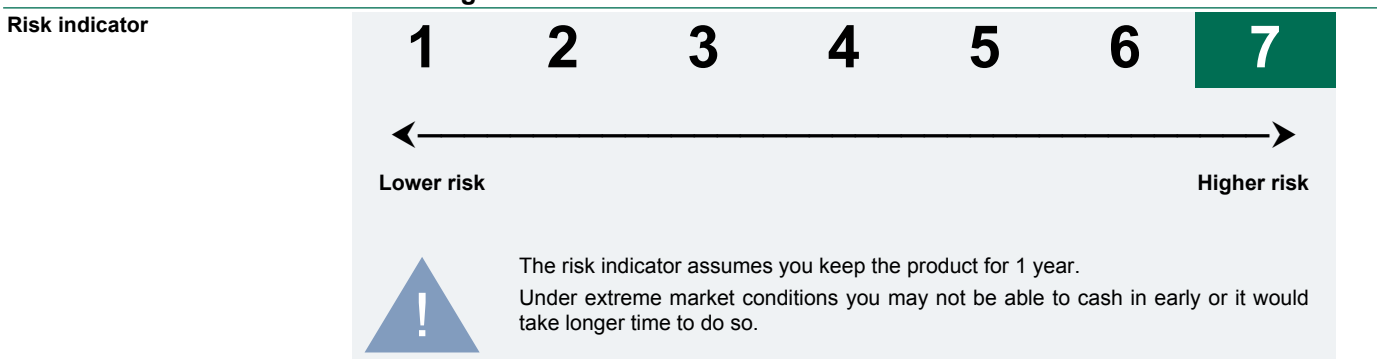 Risk indicator
1 2 3 4 5 6 7
Lower risk Higher risk
!
The risk indicator assumes you keep the product for 1 year.
Under extreme market conditions you may not be able to cash in early or it would
take longer time to do so.